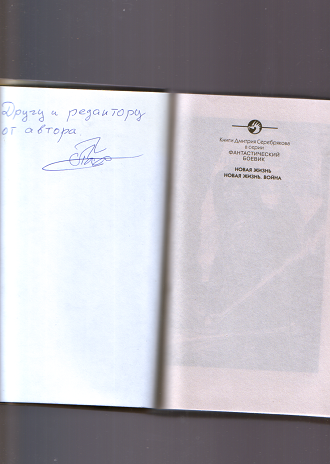 Другу и редактору
от автора
Книги Дмитрия Серебрякова
в серии
ФАНТАСТИЧЕСКИЙ
БОЕВИК
НОВАЯ ЖИЗНЬ
НОВАЯ ЖИЗНЬ. ВОЙНА